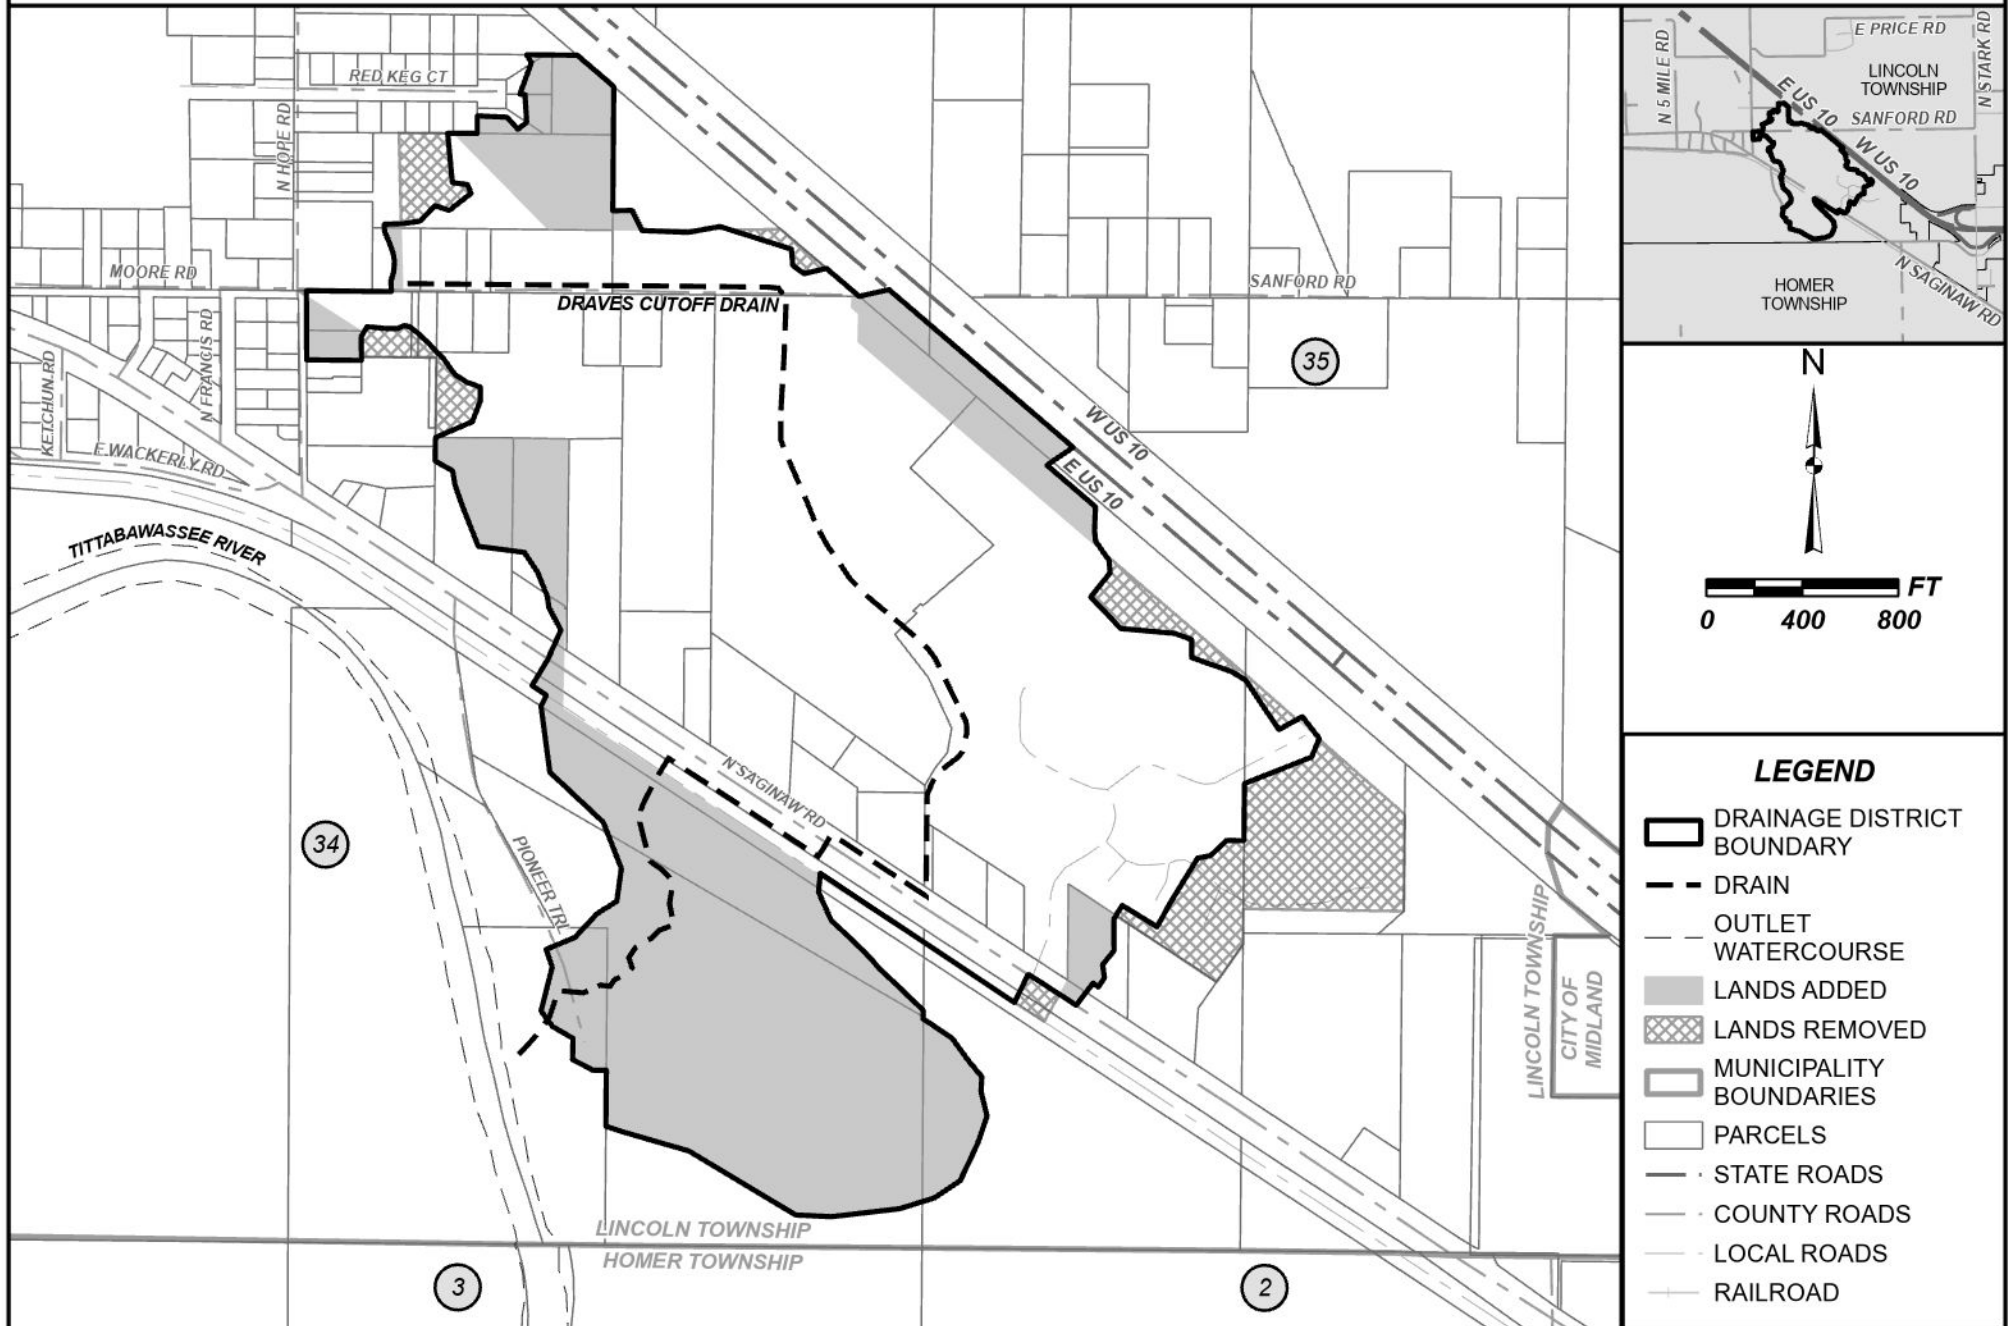 RED KEG CT
N HOPE RD
MOORE RD
DRAVES CUTOFF DRAIN
SANFORD RD
N FRANCIS RD
KETCHUN RD
E WACKERLY RD
TITTABAWASSEE RIVER
35
W US 10
E US 10
34
PIONEER TRL
N SAGINAW RD
LINCOLN TOWNSHIP
CITY OF
MIDLAND
LINCOLN TOWNSHIP
HOMER TOWNSHIP
3
2
E PRICE RD
N 5 MILE RD
N STARK RD
LINCOLN
TOWNSHIP
E US 10
SANFORD RD
W US 10
N SAGINAW RD
HOMER
TOWNSHIP
N
FT
0 400 800
LEGEND
DRAINAGE DISTRICT
BOUNDARY
DRAIN
OUTLET
WATERCOURSE
LANDS ADDED
LANDS REMOVED
MUNICIPALITY
BOUNDARIES
PARCELS
STATE ROADS
COUNTY ROADS
LOCAL ROADS
RAILROAD